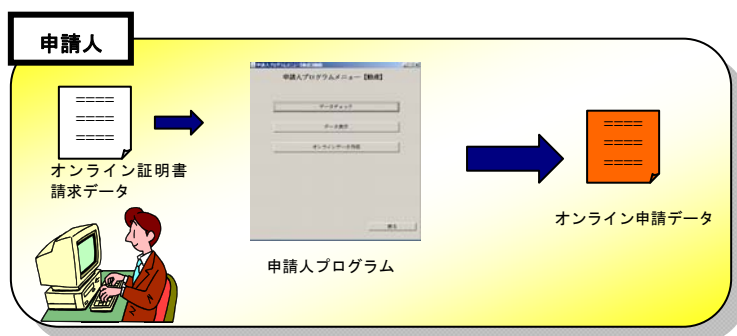 申請人
申請人プログラムメニュー【動産】
データチェック
データ表示
オンラインデータ作成
戻る
====
====
====
オンライン証明書
請求データ
申請人プログラム
====
====
====
オンライン申請データ